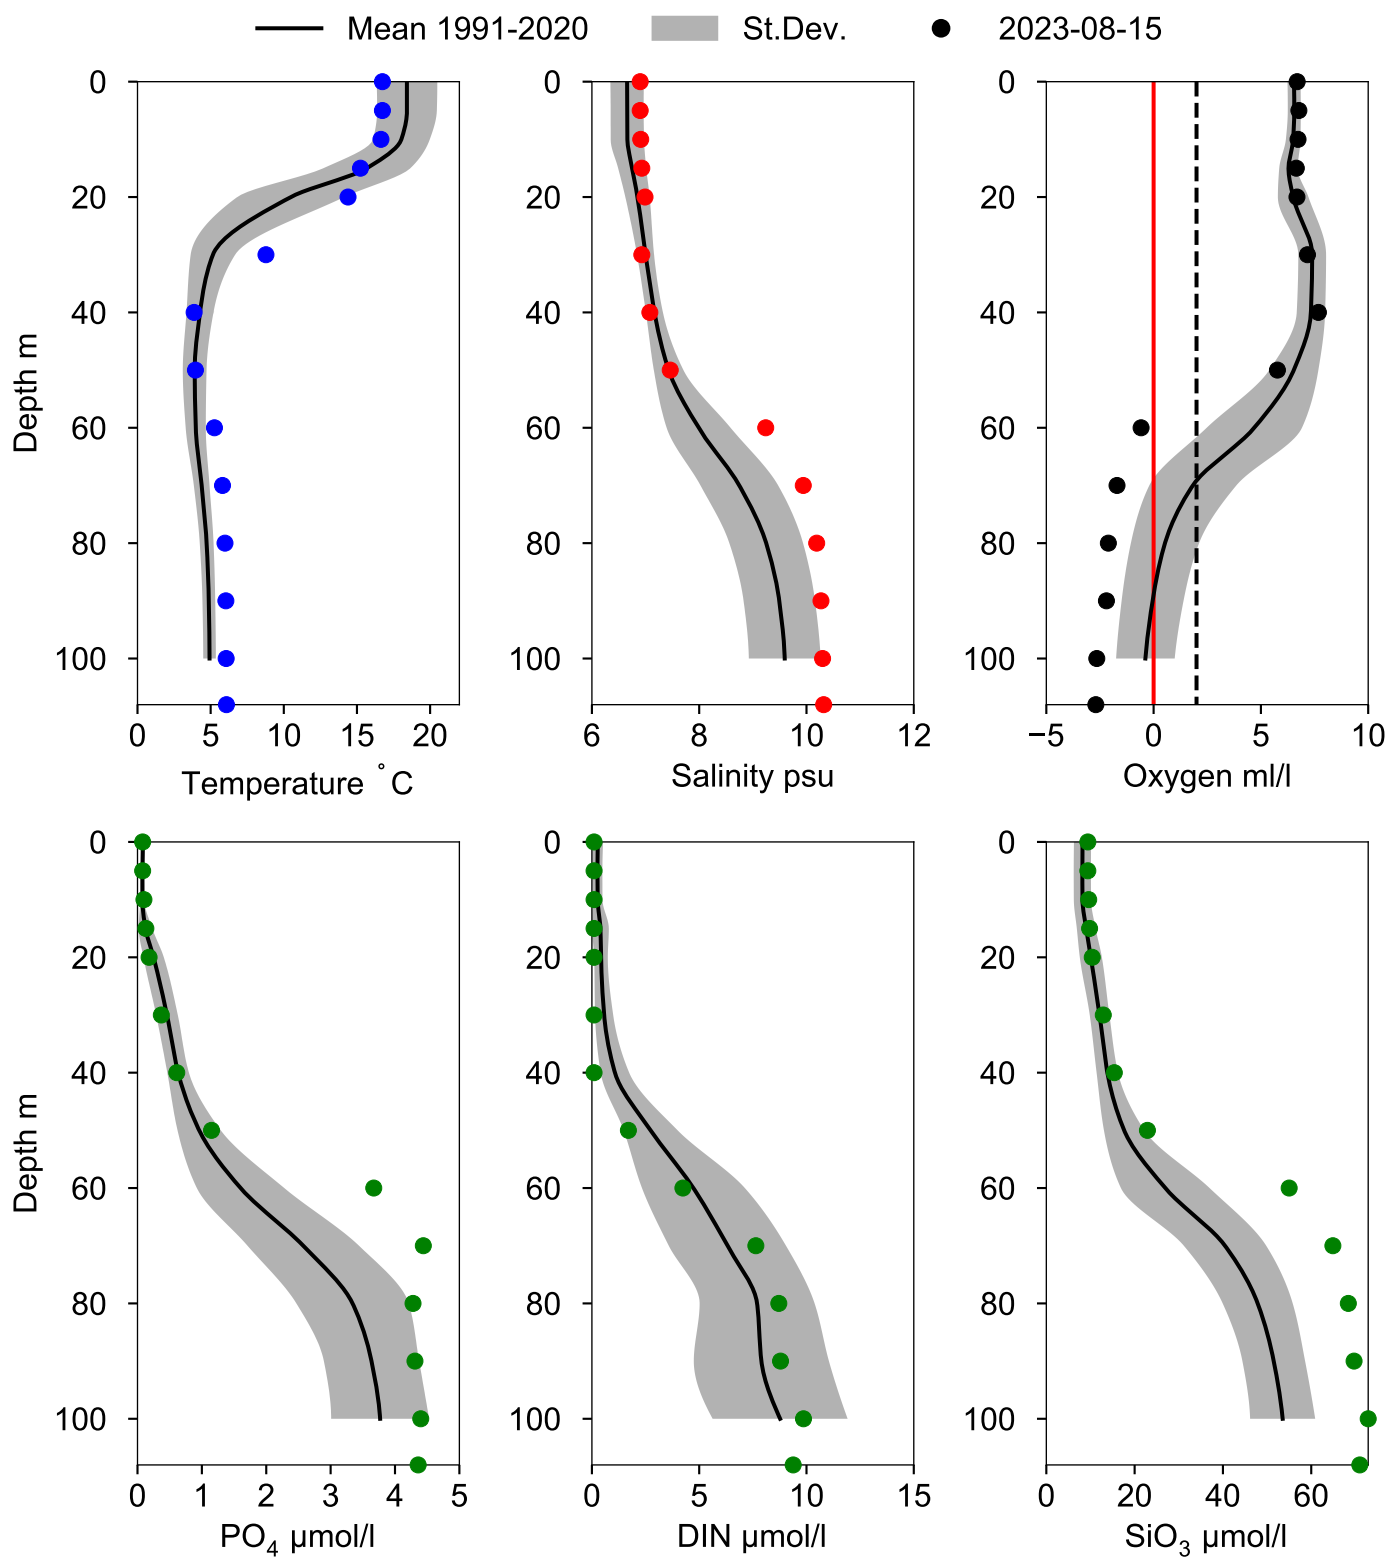 Mean 1991-2020 St.Dev. 2023-08-15
0 0 0
20 20 20
40 40 40
60 60 60
80 80 80
100 100 100
Depth m
0 5 10 15 20 6 8 10 12 −5 0 5 10
Temperature °C Salinity psu Oxygen ml/l
0 0 0
20 20 20
40 40 40
60 60 60
80 80 80
100 100 100
Depth m
0 1 2 3 4 5 0 5 10 15 0 20 40 60
PO₄ µmol/l DIN µmol/l SiO₃ µmol/l